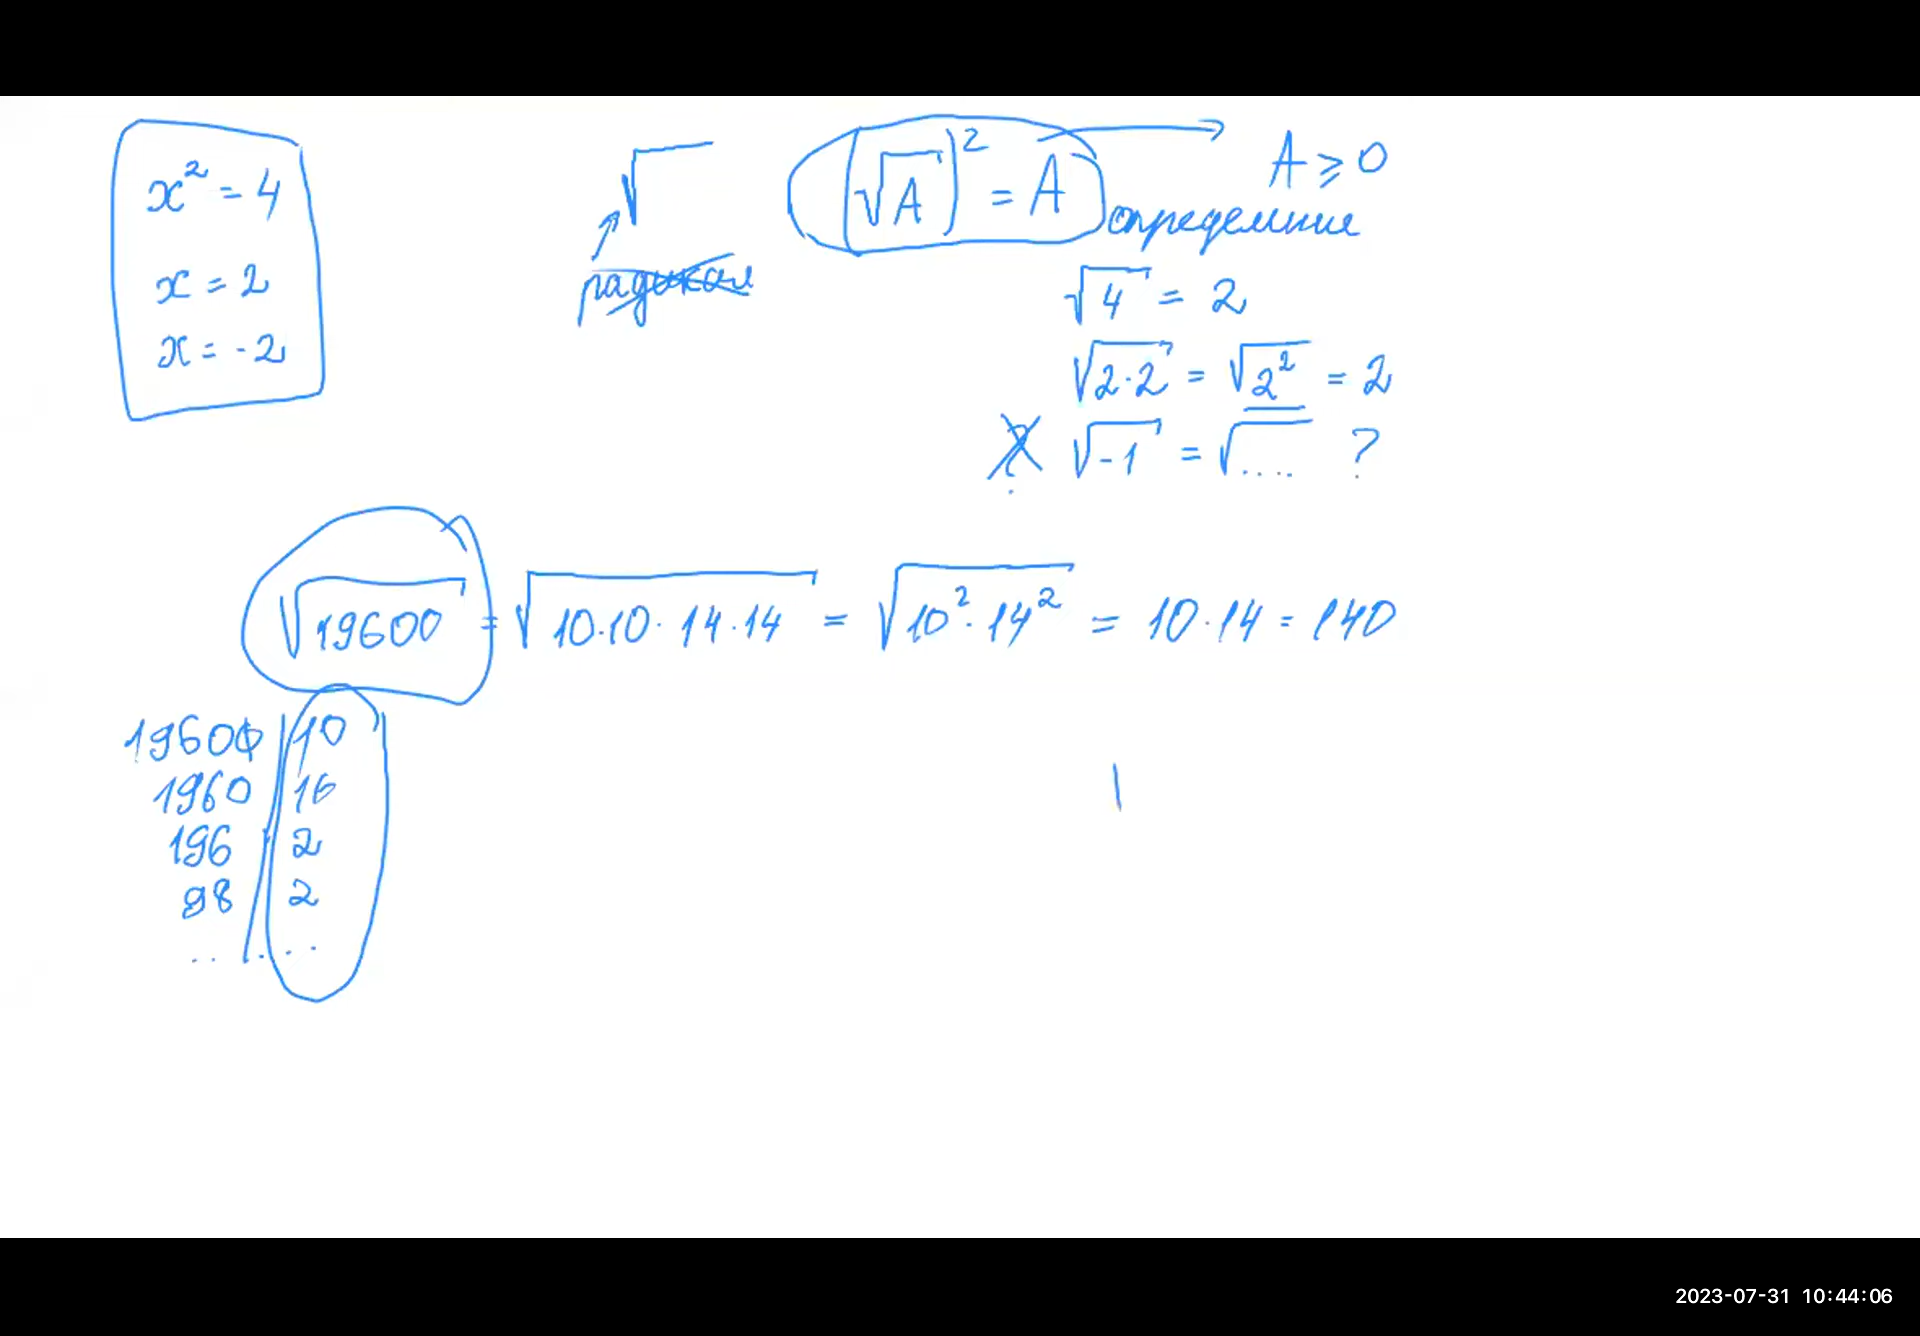 x² = 4
x = 2
x = -2
√
радикал
(√A)² = A
A ⩾ 0
определение
√4 = 2
√2·2 = √2² = 2
? √-1 = √.... ?
√19600 = √10·10·14·14 = √10²·14² = 10·14 = 140
19600 | 10
1960 | 10
196 | 2
98 | 2
.. | ...
2023-07-31 10:44:06